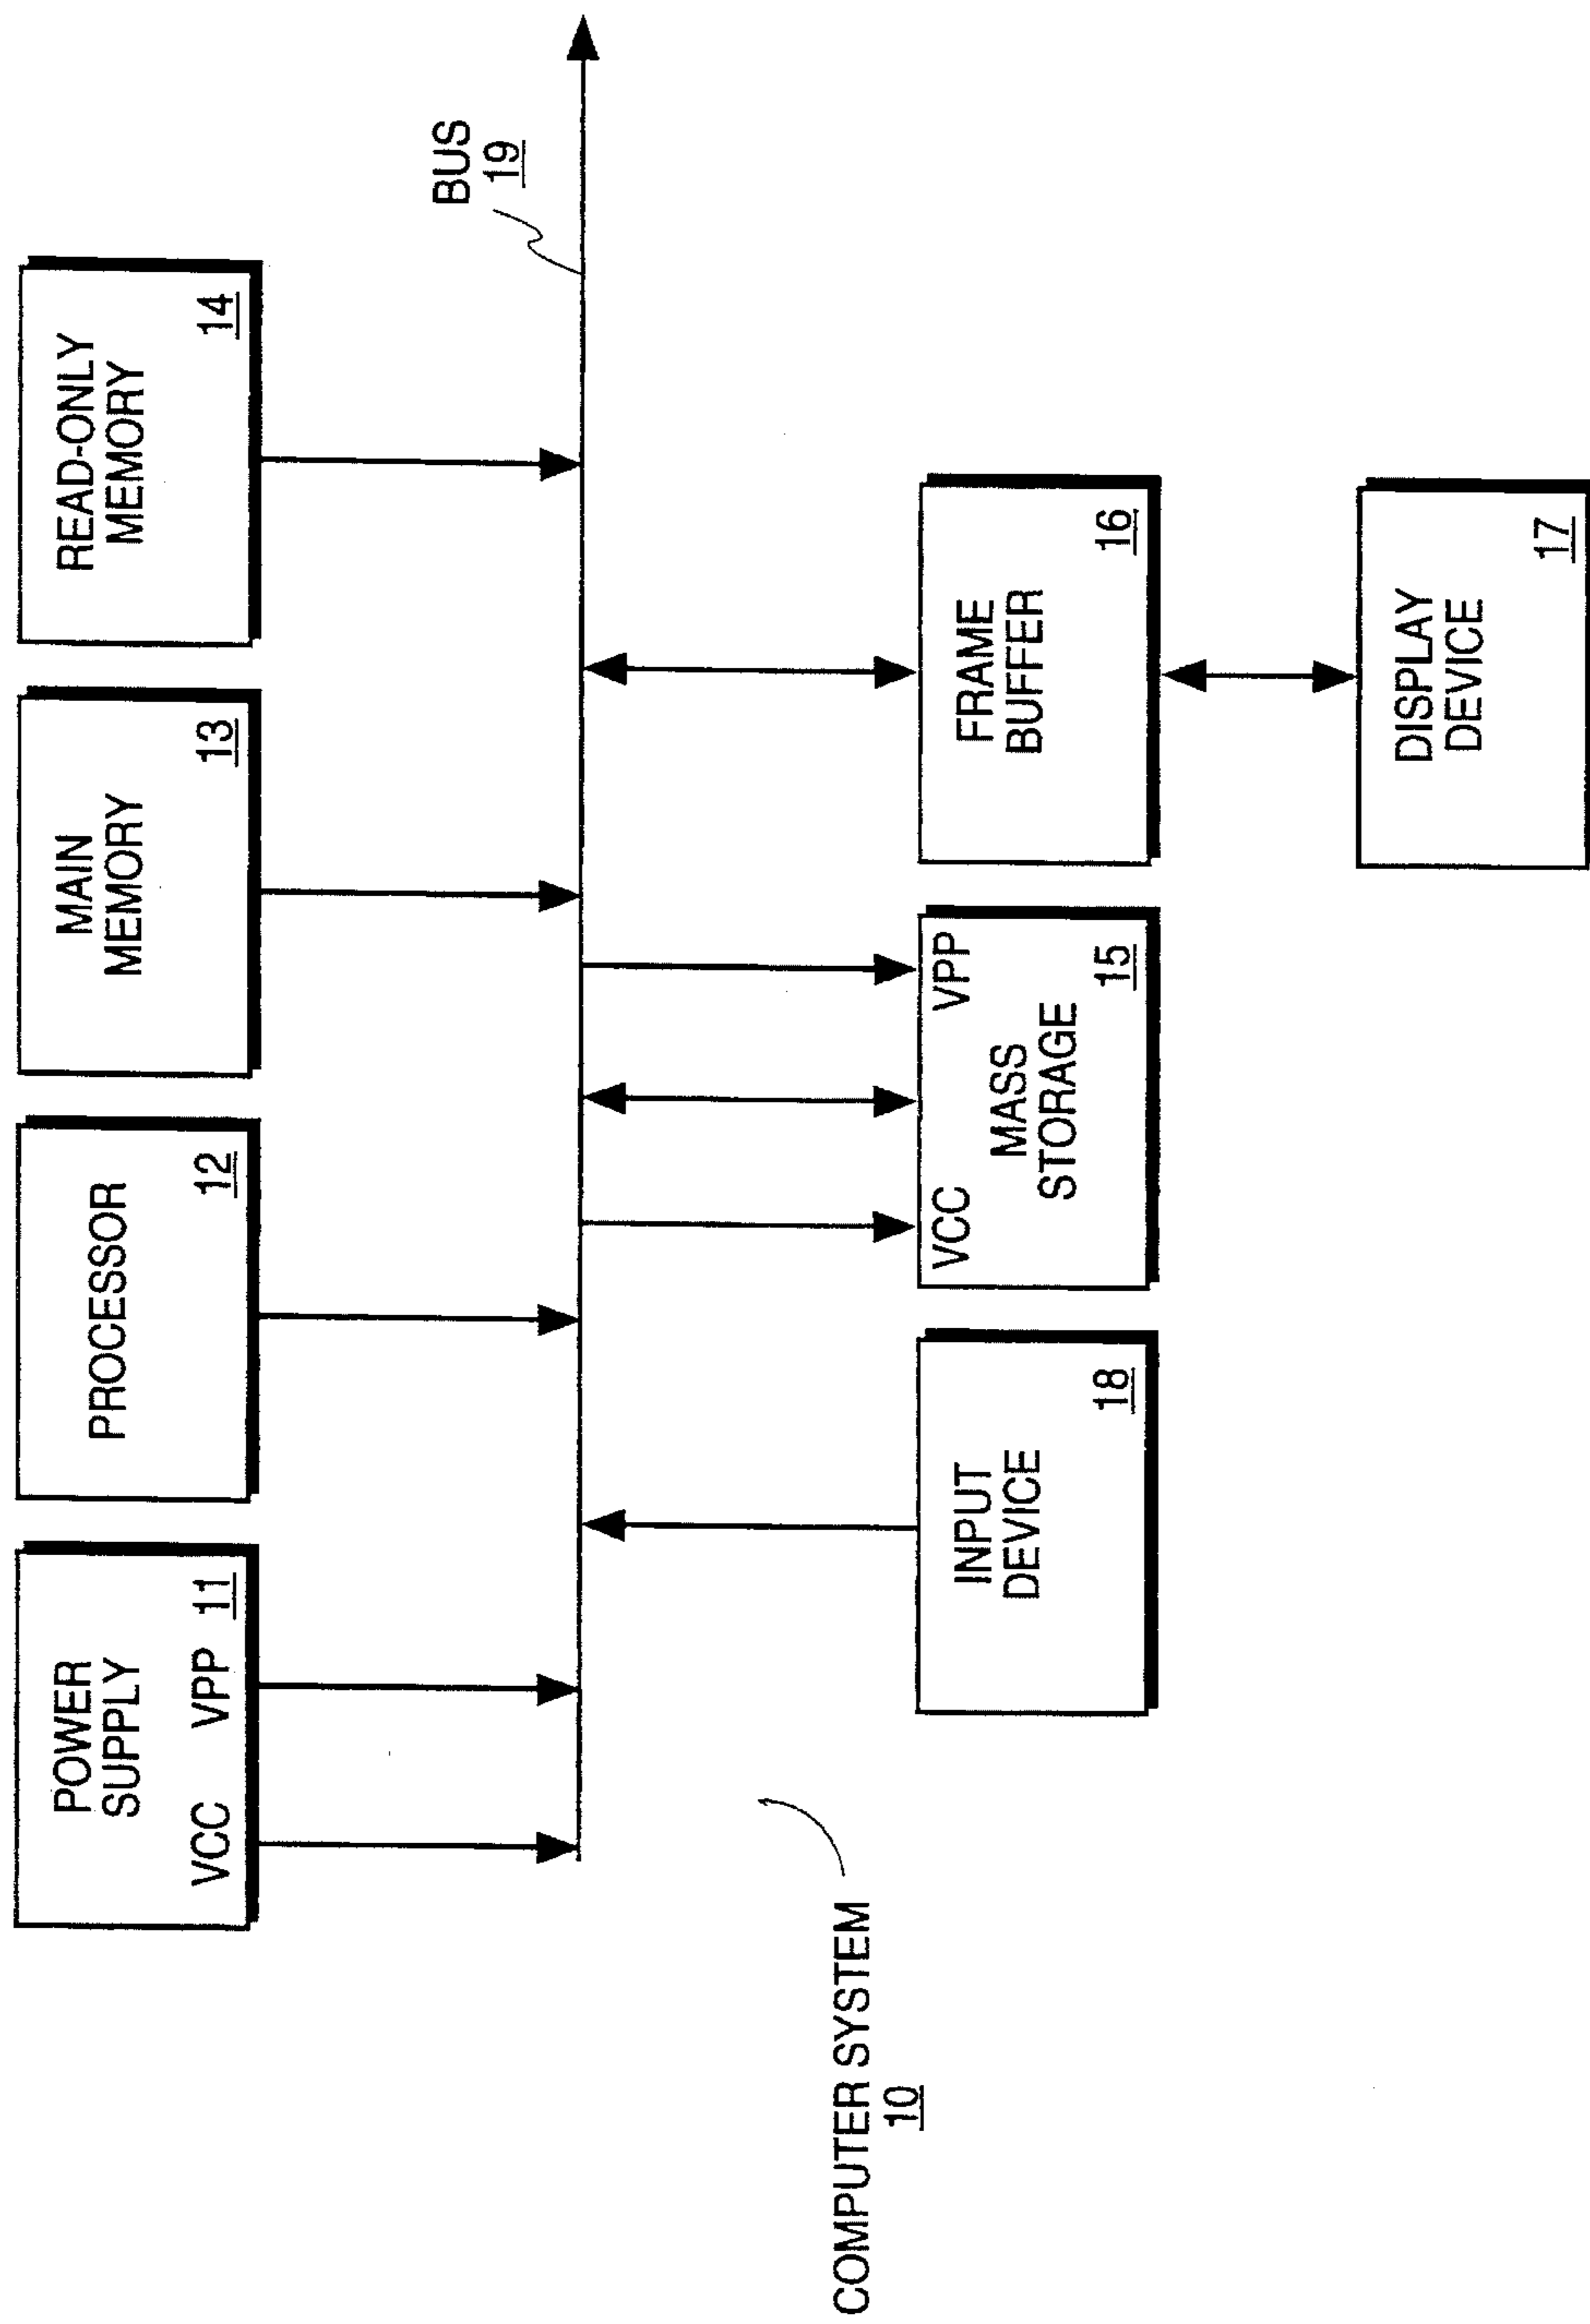 POWER
SUPPLY
VCC VPP 11
PROCESSOR
12
MAIN
MEMORY
13
READ-ONLY
MEMORY
14
BUS
19
INPUT
DEVICE
18
VCC VPP
MASS
STORAGE
15
FRAME
BUFFER
16
DISPLAY
DEVICE
17
COMPUTER SYSTEM
10